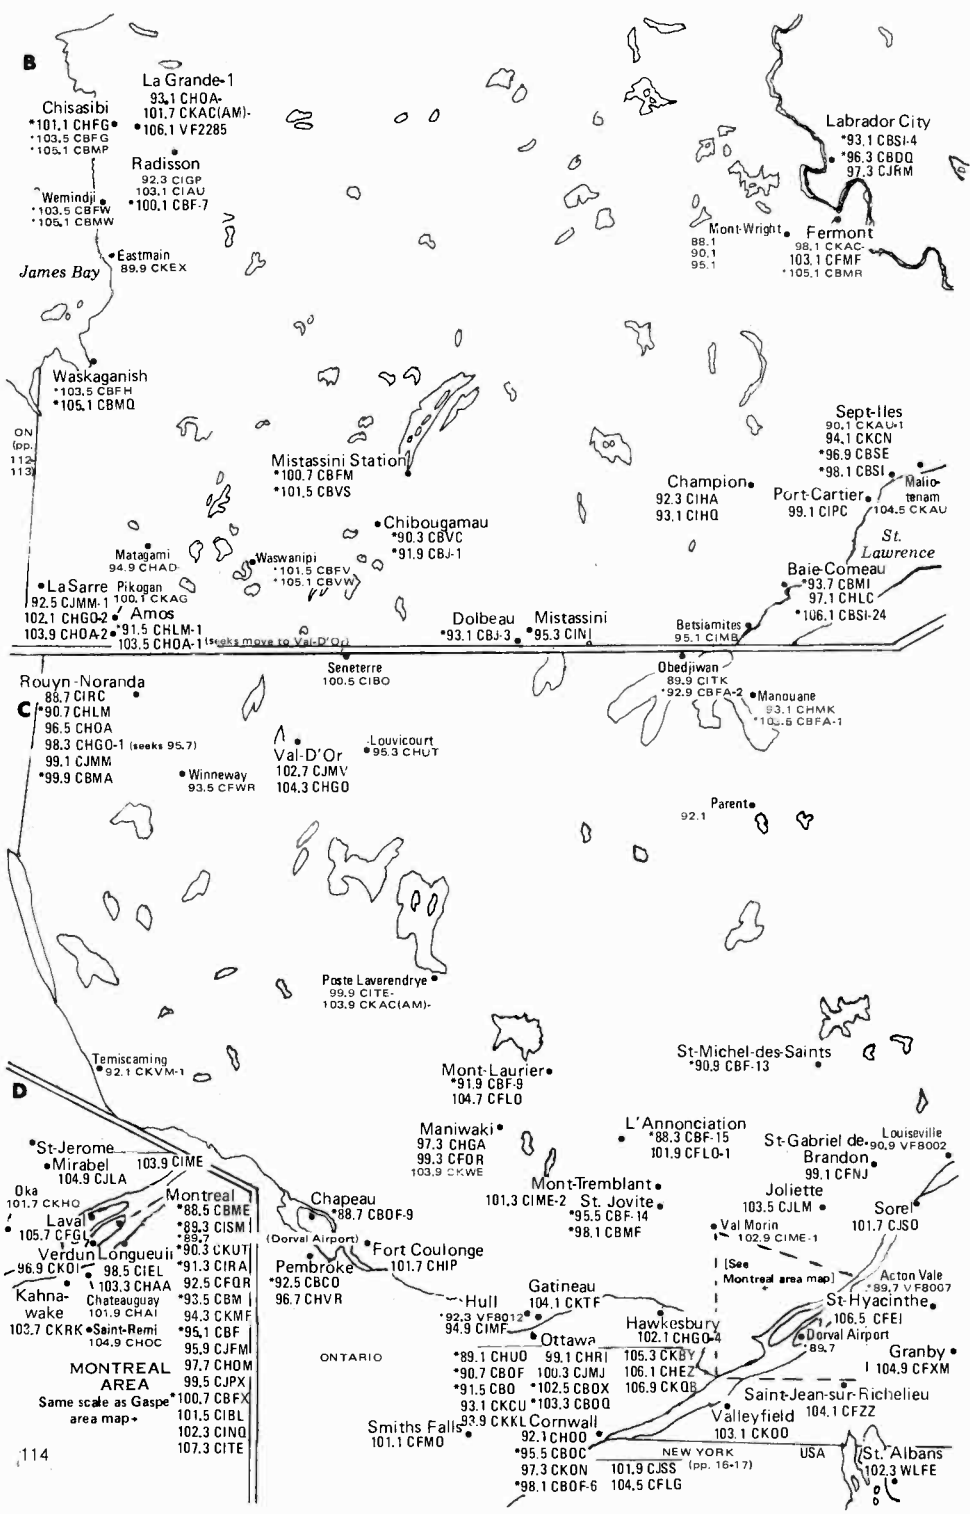 B
La Grande-1
93.1 CHOA-
101.7 CKAC(AM)-
•106.1 VF2285
Chisasibi
*101.1 CHFG•
*103.5 CBFG
*105.1 CBMP
Radisson
92.3 CIGP
103.1 CIAU
*100.1 CBF-7
Wemindji
*103.5 CBFW
*105.1 CBMW
Eastmain
89.9 CKEX
James Bay
Labrador City
*93.1 CBSI-4
*96.3 CBDQ
97.3 CJRM
Mont-Wright
88.1
90.1
95.1
Fermont
98.1 CKAC-
103.1 CFMF
*105.1 CBMR
Waskaganish
*103.5 CBFH
*105.1 CBMQ
ON
(pp.
112-
113)
Mistassini Station
*100.7 CBFM
*101.5 CBVS
Sept-Iles
90.1 CKAU-1
94.1 CKCN
*96.9 CBSE
*98.1 CBSI
Malio-
tenam
104.5 CKAU
Champion
92.3 CIHA
93.1 CIHQ
Port-Cartier
99.1 CIPC
St.
Lawrence
Chibougamau
*90.3 CBVC
*91.9 CBJ-1
Matagami
94.9 CHAD-
Waswanipi
*101.5 CBFV
*105.1 CBVW
Baie-Comeau
*93.7 CBMI
97.1 CHLC
*106.1 CBSI-24
LaSarre
92.5 CJMM-1
102.1 CHGO-2
103.9 CHOA-2
Pikogan
100.1 CKAG
Amos
*91.5 CHLM-1
103.5 CHOA-1 (seeks move to Val-D'Or)
Dolbeau
*93.1 CBJ-3
Mistassini
*95.3 CINI
Betsiamites
95.1 CIMB
Seneterre
100.5 CIBO
Obedjiwan
89.9 CITK
*92.9 CBFA-2
Manouane
93.1 CHMK
CBFA-1
Rouyn-Noranda
88.7 CIRC
C
*90.7 CHLM
96.5 CHOA
98.3 CHGO-1 (seeks 95.7)
99.1 CJMM
*99.9 CBMA
Winneway
93.5 CFWR
Val-D'Or
102.7 CJMV
104.3 CHGO
Louvicourt
95.3 CHUT
Parent
92.1
Poste Laverendrye
99.9 CITE-
103.9 CKAC(AM)-
Temiscaming
92.1 CKVM-1
Mont-Laurier
*91.9 CBF-9
104.7 CFLO
St-Michel-des-Saints
*90.9 CBF-13
D
Maniwaki
97.3 CHGA
99.3 CFOR
103.9 CKWE
L'Annonciation
*88.3 CBF-15
101.9 CFLO-1
St-Gabriel de
Brandon
99.1 CFNJ
Louiseville
90.9 VF8002
St-Jerome
103.9 CIME
Mirabel
104.9 CJLA
Oka
101.7 CKHQ
Laval
105.7 CFGL
Verdun
96.9 CKOI
Longueuil
98.5 CIEL
103.3 CHAA
Kahna-
wake
103.7 CKRK
Chateauguay
101.9 CHAI
Saint-Remi
104.9 CHOC
MONTREAL
AREA
Same scale as Gaspe
area map→
Montreal
*88.5 CBME
*89.3 CISM
*89.7
(Dorval Airport)
*90.3 CKUT
*91.3 CIRA
92.5 CFQR
*93.5 CBM
94.3 CKMF
*95.1 CBF
95.9 CJFM
97.7 CHOM
99.5 CJPX
*100.7 CBFX
101.5 CIBL
102.3 CINQ
107.3 CITE
Chapeau
*88.7 CBOF-9
Pembroke
*92.5 CBCO
96.7 CHVR
Fort Coulonge
101.7 CHIP
Mont-Tremblant
101.3 CIME-2
St. Jovite
*95.5 CBF-14
*98.1 CBMF
Joliette
103.5 CJLM
Sorel
101.7 CJSO
Val Morin
102.9 CIME-1
[See
Montreal area map]
Acton Vale
*89.7 VF8007
St-Hyacinthe
106.5 CFEI
Dorval Airport
*89.7
Granby
104.9 CFXM
Gatineau
104.1 CKTF
Hull
*92.3 VF8012
94.9 CIMF
Hawkesbury
102.1 CHGO-4
105.3 CKBY
106.1 CHEZ
106.9 CKQB
ONTARIO
Ottawa
*89.1 CHUO
*90.7 CBOF
*91.5 CBO
93.1 CKCU
93.9 CKKL
99.1 CHRI
100.3 CJMJ
*102.5 CBOX
*103.3 CBOQ
Smiths Falls
101.1 CFMO
Cornwall
92.1 CHOO
*95.5 CBOC
97.3 CKON
*98.1 CBOF-6
101.9 CJSS
104.5 CFLG
Saint-Jean-sur-Richelieu
104.1 CFZZ
Valleyfield
103.1 CKOO
NEW YORK
(pp. 16-17)
USA
St. Albans
102.3 WLFE
114